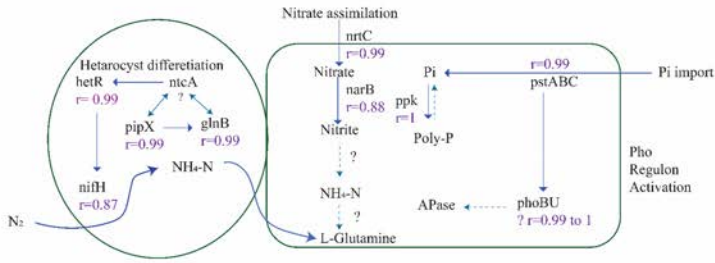 Nitrate assimilation
nrtC
r=0.99
Hetarocyst differetiation
hetR
ntcA
r= 0.99
?
pipX
r=0.99
glnB
r=0.99
nifH
r=0.87
NH₄-N
N₂
Nitrate
narB
r=0.88
Nitrite
?
NH₄-N
?
L-Glutamine
Pi
ppk
r=1
Poly-P
r=0.99
pstABC
Pi import
APase
phoBU
? r=0.99 to 1
Pho
Regulon
Activation